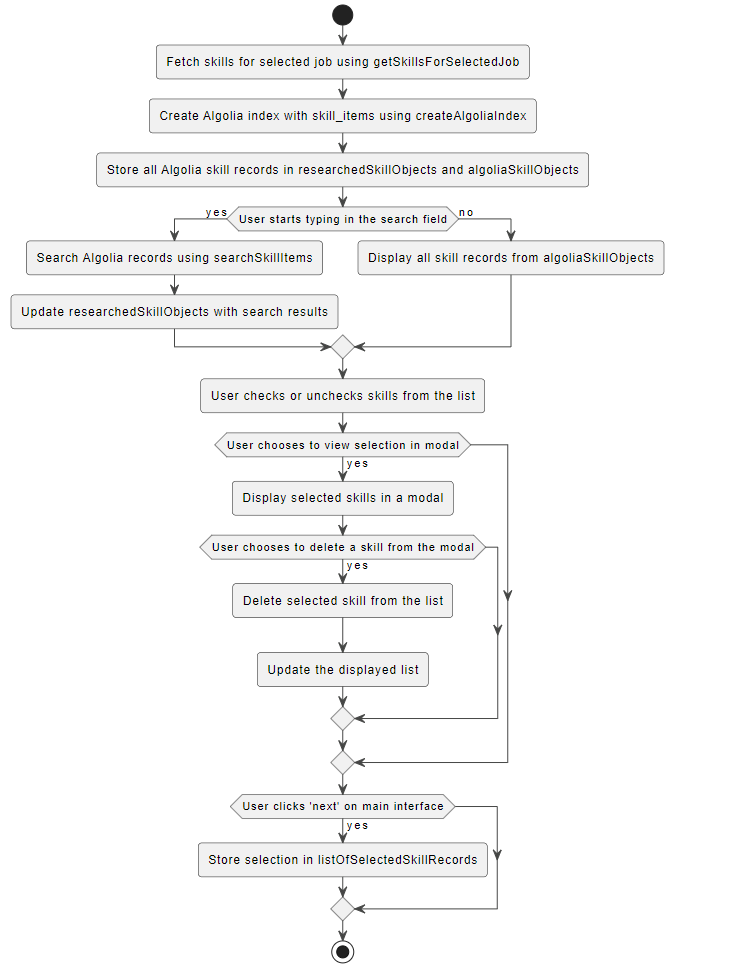 Fetch skills for selected job using getSkillsForSelectedJob
Create Algolia index with skill_items using createAlgoliaIndex
Store all Algolia skill records in researchedSkillObjects and algoliaSkillObjects
yes
User starts typing in the search field
no
Search Algolia records using searchSkillItems
Display all skill records from algoliaSkillObjects
Update researchedSkillObjects with search results
User checks or unchecks skills from the list
User chooses to view selection in modal
yes
Display selected skills in a modal
User chooses to delete a skill from the modal
yes
Delete selected skill from the list
Update the displayed list
User clicks 'next' on main interface
yes
Store selection in listOfSelectedSkillRecords